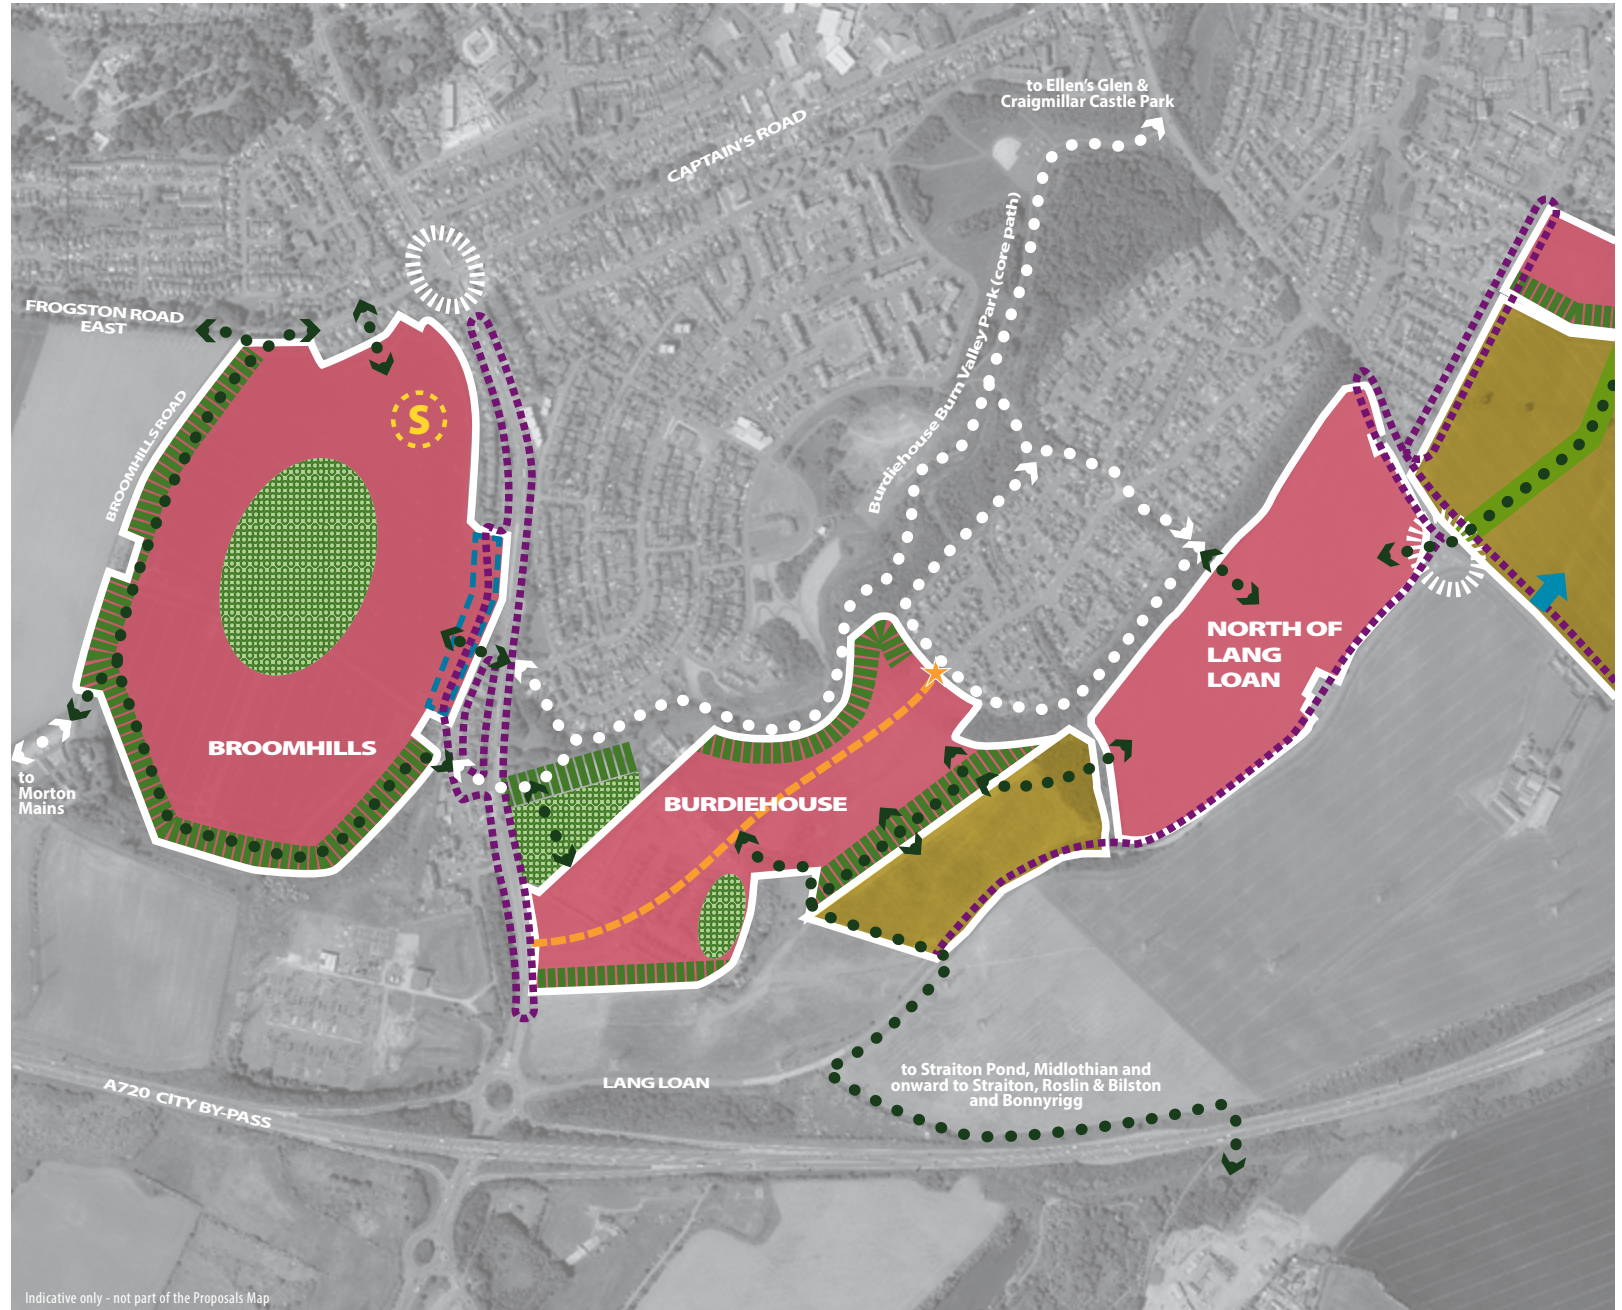 to Ellen's Glen &
Craigmillar Castle Park
CAPTAIN'S ROAD
Burdiehouse Burn Valley Park (core path)
FROGSTON ROAD
EAST
BROOMHILLS ROAD
S
NORTH OF
LANG
LOAN
BROOMHILLS
to
Morton
Mains
BURDIEHOUSE
LANG LOAN
to Straiton Pond, Midlothian and
onward to Straiton, Roslin & Bilston
and Bonnyrigg
A720 CITY BY-PASS
Indicative only - not part of the Proposals Map